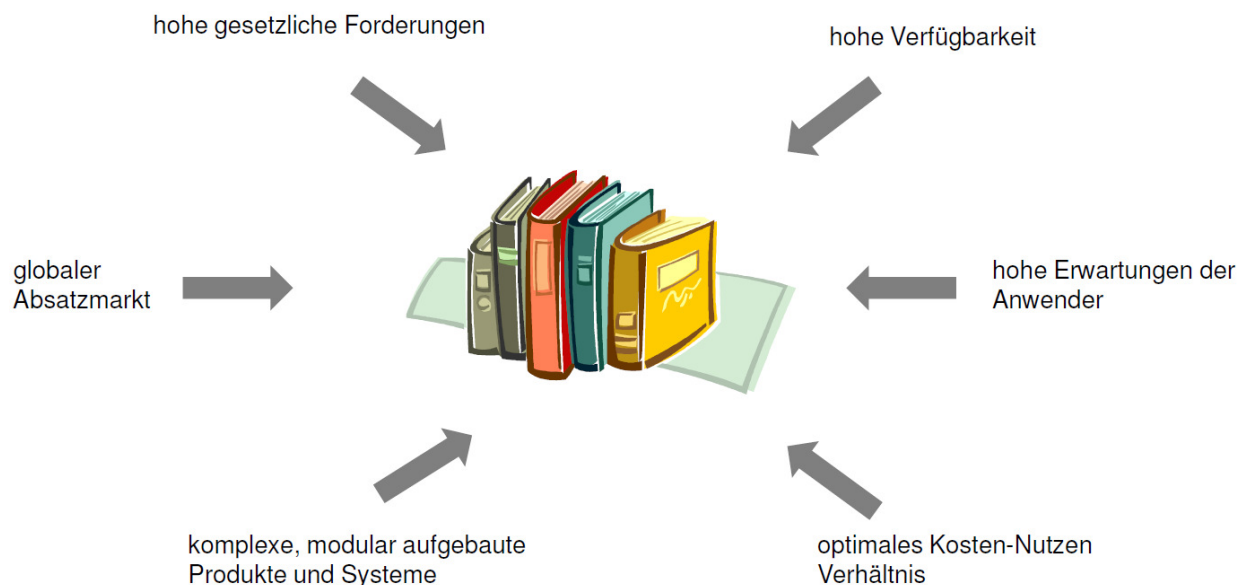 hohe gesetzliche Forderungen
hohe Verfügbarkeit
globaler
Absatzmarkt
hohe Erwartungen der
Anwender
komplexe, modular aufgebaute
Produkte und Systeme
optimales Kosten-Nutzen
Verhältnis